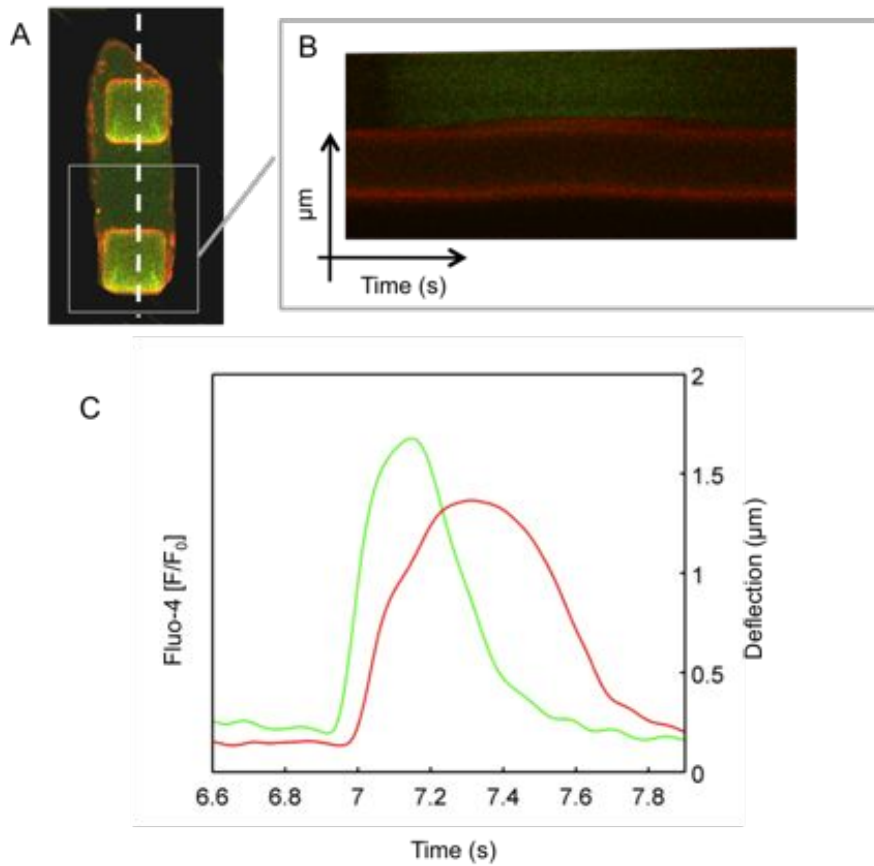 A
B
µm
Time (s)
C
Fluo-4 [F/F₀]
2
1.5
1
0.5
0
Deflection (µm)
6.6 6.8 7 7.2 7.4 7.6 7.8
Time (s)